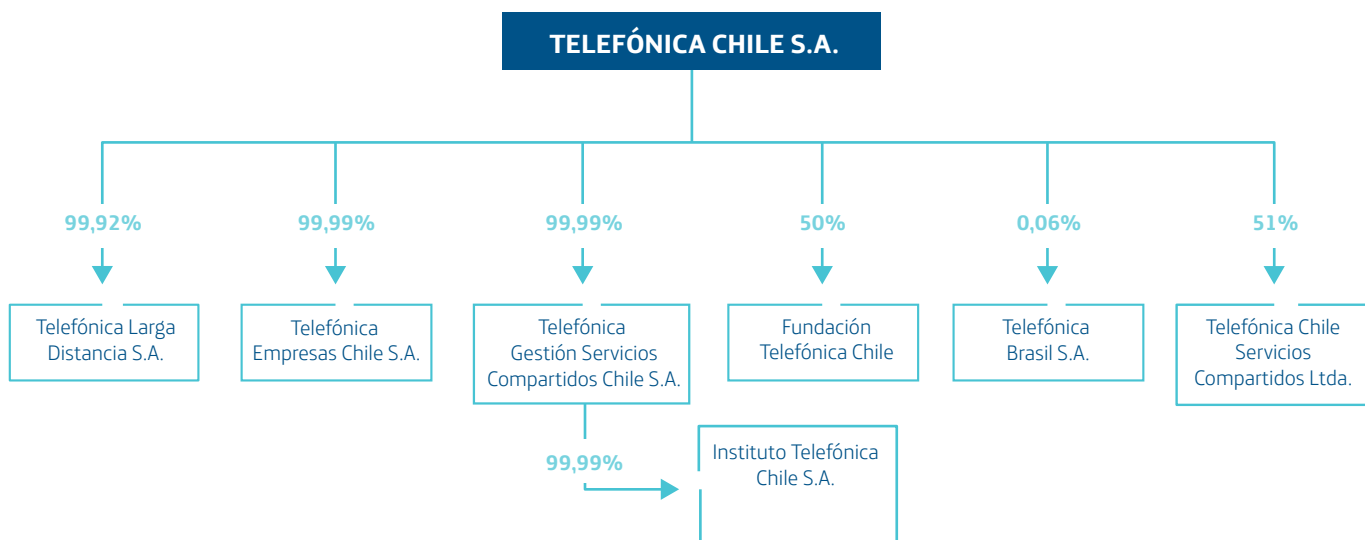 TELEFÓNICA CHILE S.A.
99,92%
99,99%
99,99%
50%
0,06%
51%
Telefónica Larga
Distancia S.A.
Telefónica
Empresas Chile S.A.
Telefónica
Gestión Servicios
Compartidos Chile S.A.
Fundación
Telefónica Chile
Telefónica
Brasil S.A.
Telefónica Chile
Servicios
Compartidos Ltda.
99,99%
Instituto Telefónica
Chile S.A.